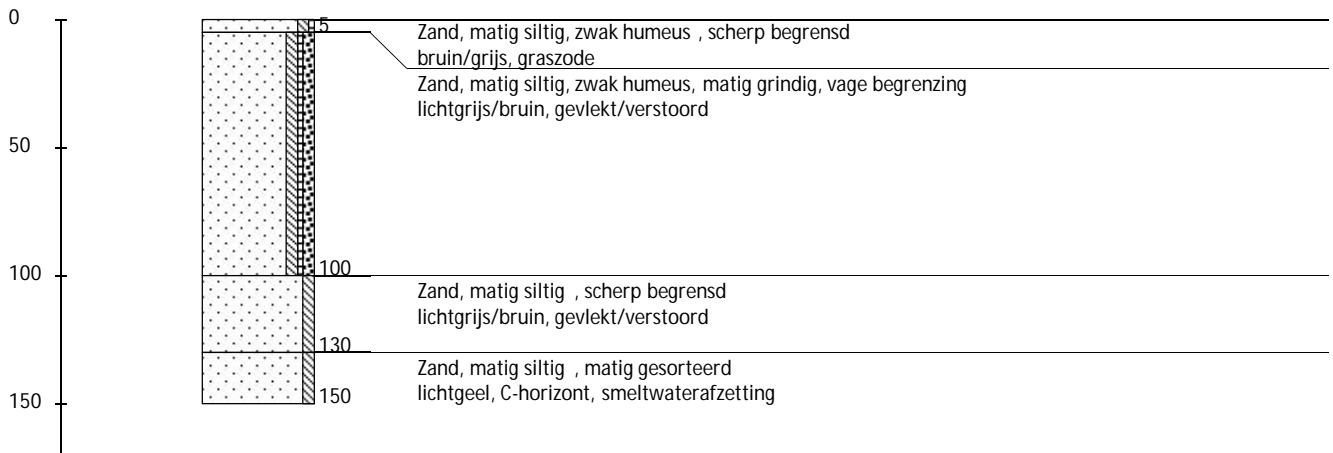 0
5
Zand, matig siltig, zwak humeus , scherp begrensd
bruin/grijs, graszode
Zand, matig siltig, zwak humeus, matig grindig, vage begrenzing
lichtgrijs/bruin, gevlekt/verstoord
50
100
100
Zand, matig siltig , scherp begrensd
lichtgrijs/bruin, gevlekt/verstoord
130
Zand, matig siltig , matig gesorteerd
lichtgeel, C-horizont, smeltwaterafzetting
150
150